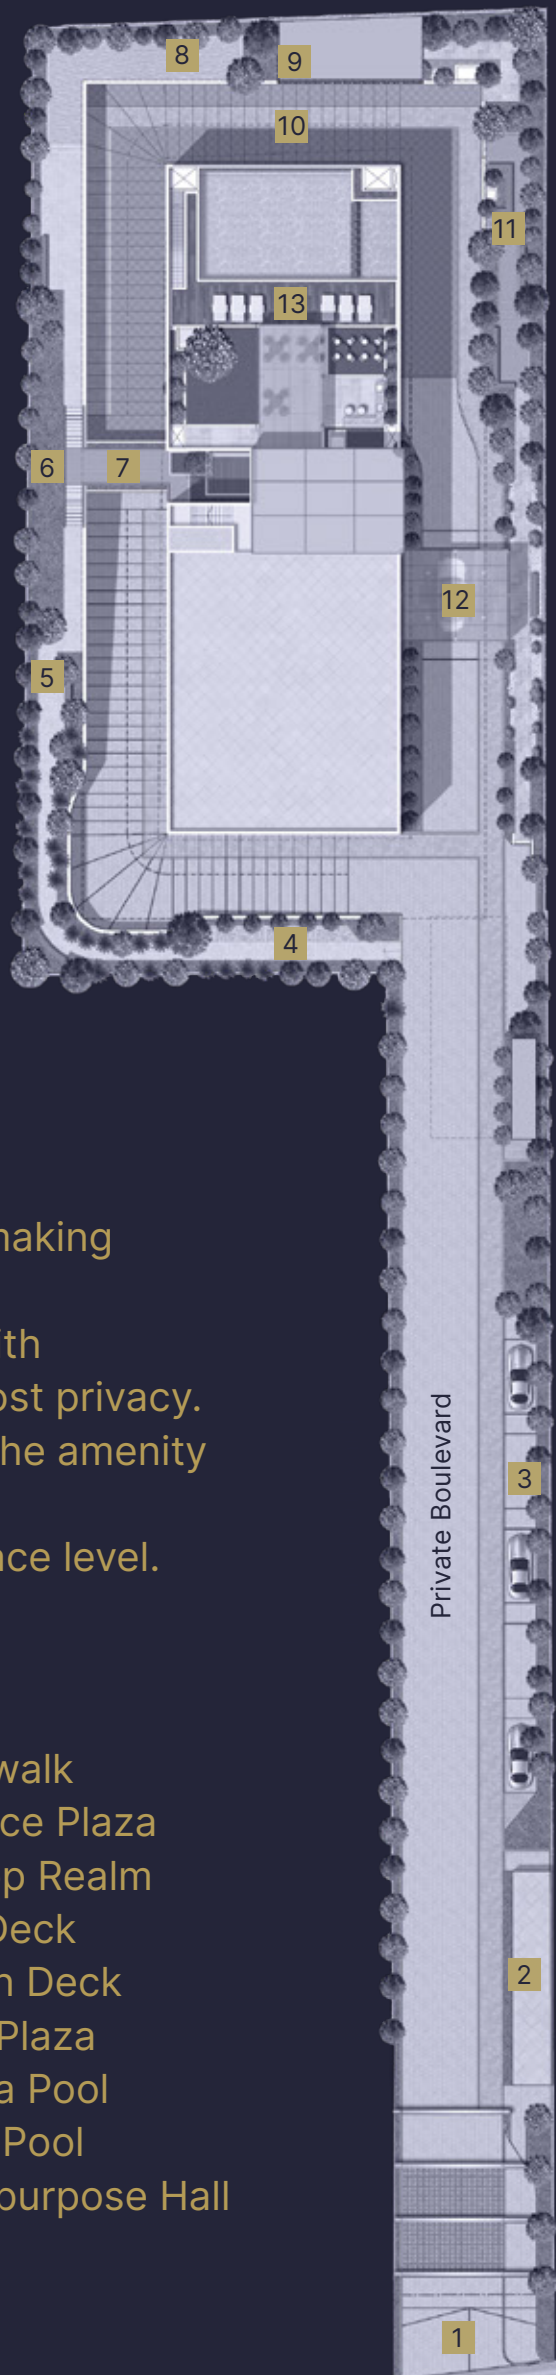 8
9
10
11
13
6
7
12
5
4
naking
ith
ost privacy.
he amenity
nce level.
Private Boulevard
3
walk
ce Plaza
p Realm
Deck
n Deck
Plaza
a Pool
Pool
purpose Hall
2
1